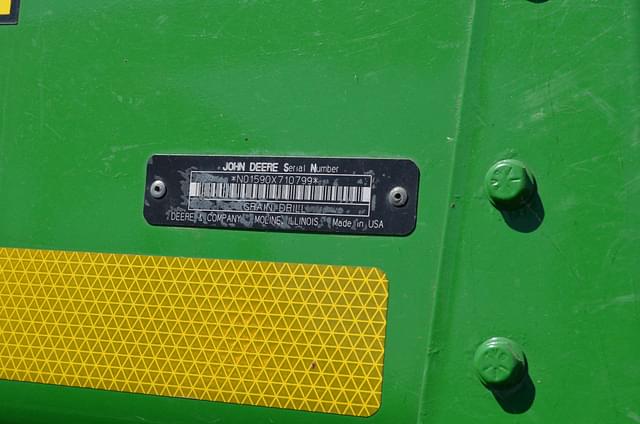 JOHN DEERE Serial Number
*N01590X710799*
GRAIN DRILL
DEERE & COMPANY MOLINE, ILLINOIS Made in USA